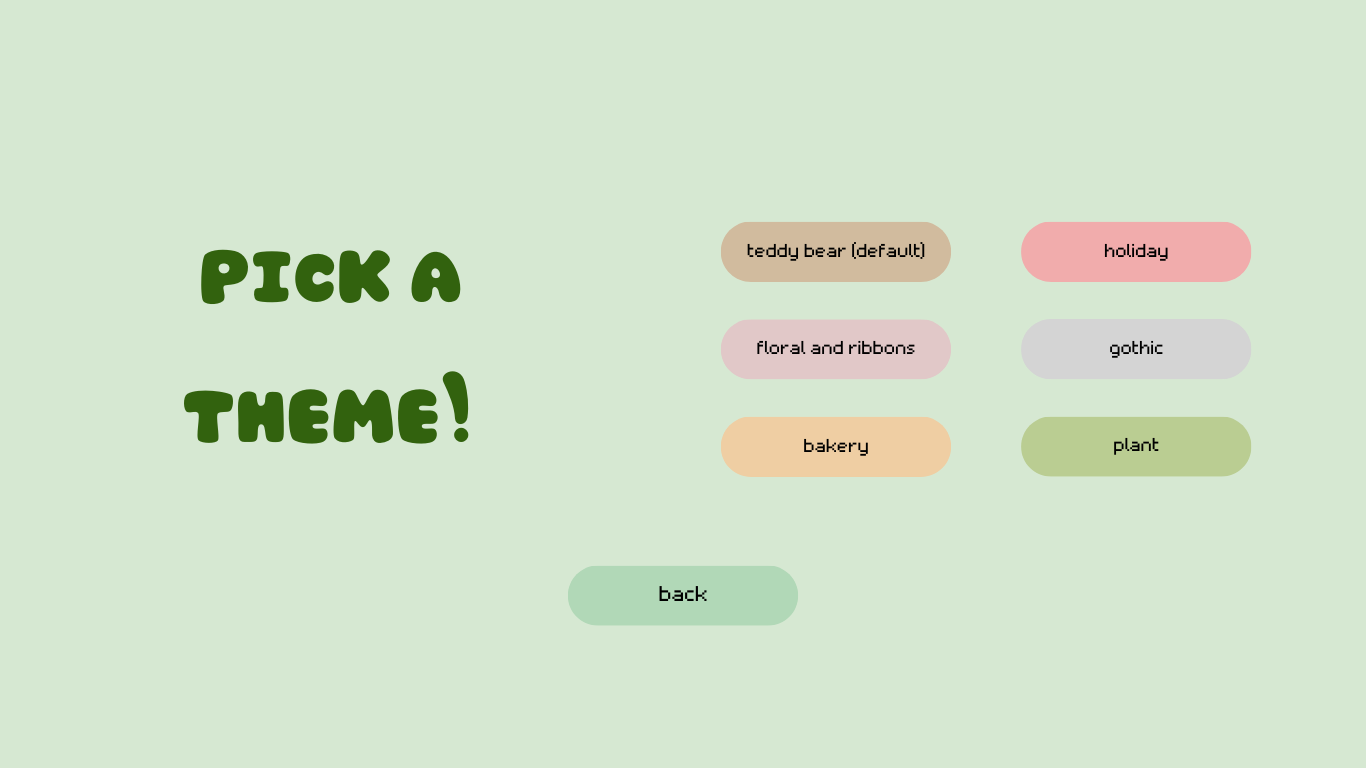 PICK A
THEME!
teddy bear (default)
holiday
floral and ribbons
gothic
bakery
plant
back